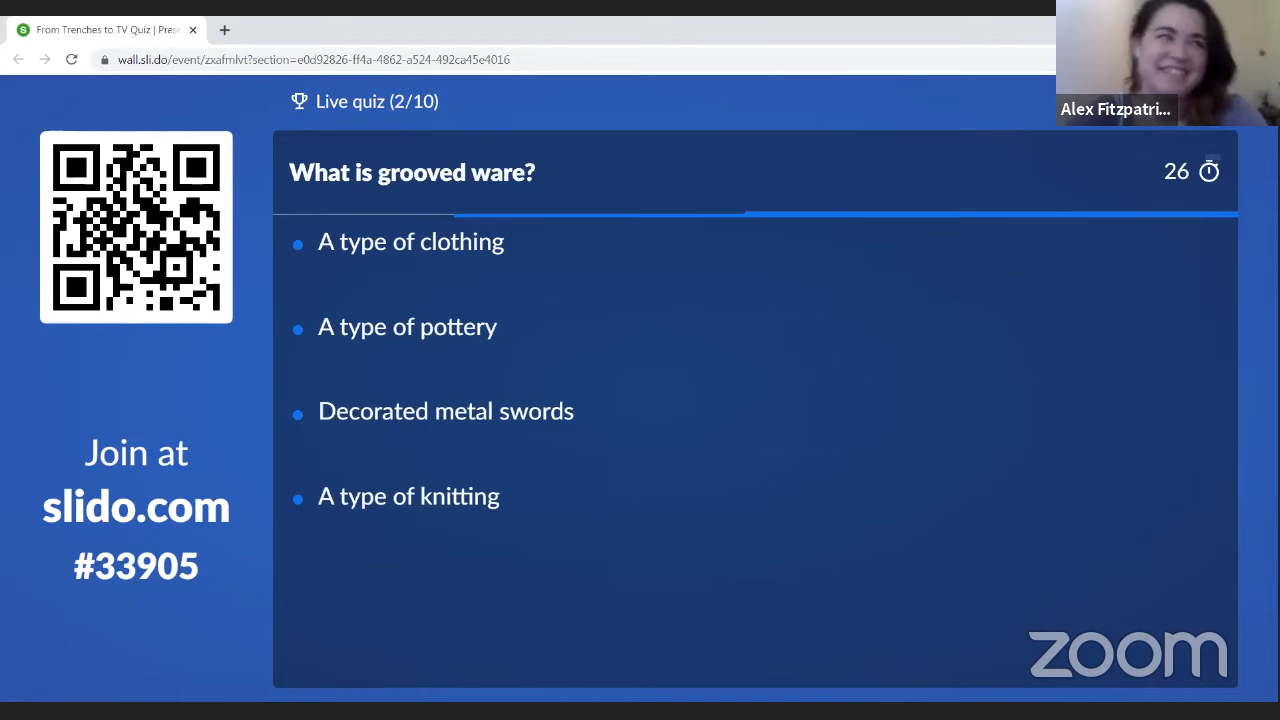 From Trenches to TV Quiz | Pres
wall.sli.do/event/zxafmlvt?section=e0d92826-ff4a-4862-a524-492ca45e4016
Alex Fitzpatri...
Live quiz (2/10)
What is grooved ware?
26
A type of clothing
A type of pottery
Decorated metal swords
A type of knitting
Join at
slido.com
#33905
zoom